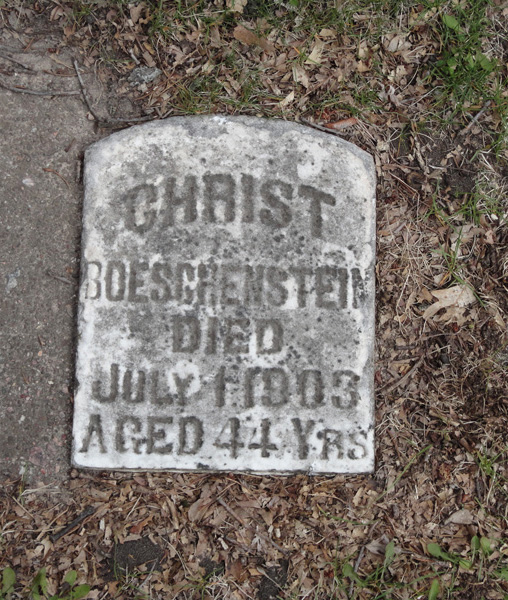 CHRIST
BOESCHENSTEIN
DIED
JULY 1 1903
AGED 44 YRS